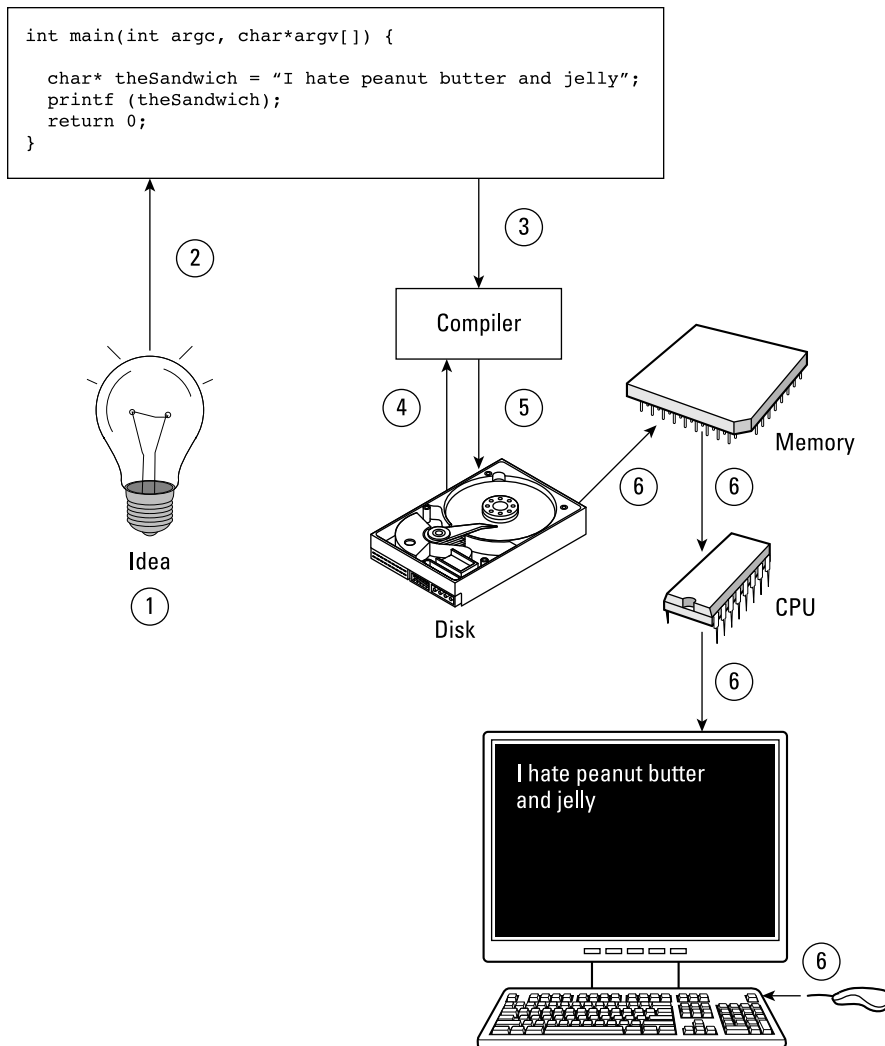 int main(int argc, char*argv[]) {
char* theSandwich = “I hate peanut butter and jelly”;
printf (theSandwich);
return 0;
}
2
3
Compiler
4
5
Memory
6
6
Idea
1
Disk
CPU
6
I hate peanut butter
and jelly
6